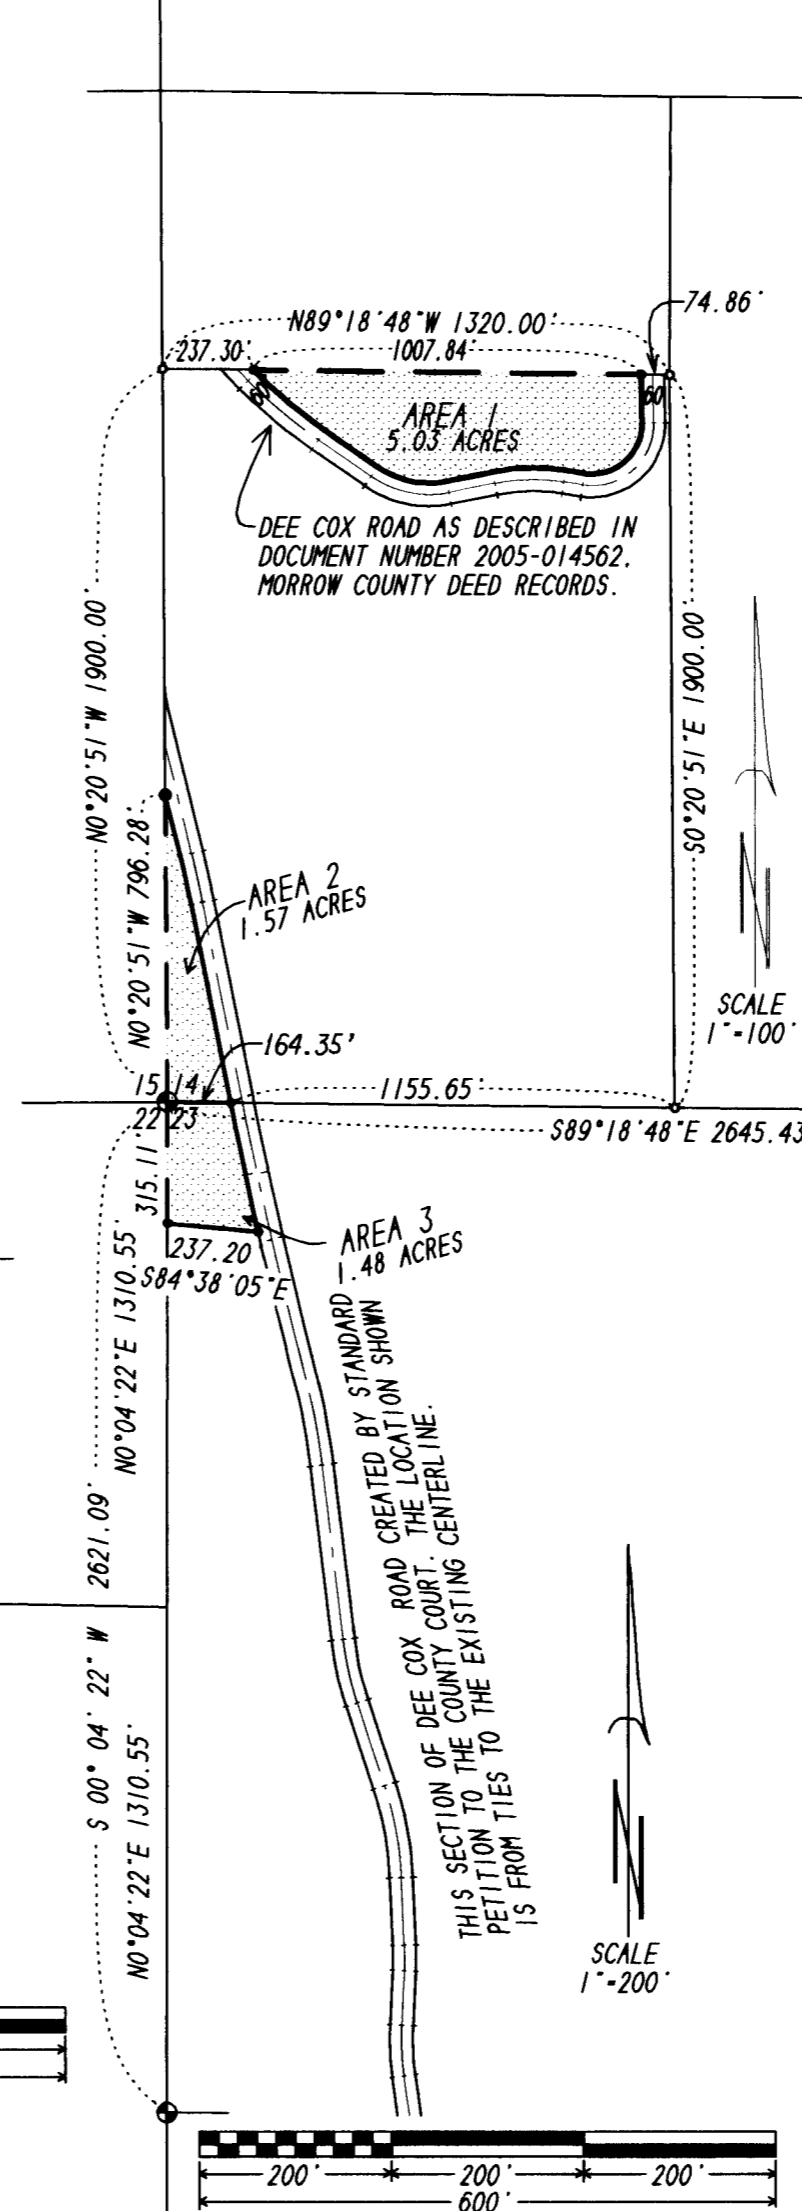 74.86'
N89°18'48"W 1320.00'
237.30'
1007.84'
60'
60'
AREA 1
5.03 ACRES
DEE COX ROAD AS DESCRIBED IN
DOCUMENT NUMBER 2005-014562,
MORROW COUNTY DEED RECORDS.
N0°20'51"W 1900.00'
S0°20'51"E 1900.00'
N0°20'51"W 796.28'
AREA 2
1.57 ACRES
SCALE
1"=100'
164.35'
15 14
1155.65'
22 23
S89°18'48"E 2645.43
315.11'
AREA 3
1.48 ACRES
237.20
S84°38'05"E
N0°04'22"E 1310.55'
2621.09'
THIS SECTION OF DEE COX ROAD CREATED BY STANDARD
PETITION TO THE COUNTY COURT. THE LOCATION SHOWN
IS FROM TIES TO THE EXISTING CENTERLINE.
S 00° 04' 22" W
N0°04'22"E 1310.55'
N
SCALE
1"=200'
200' 200' 200'
600'